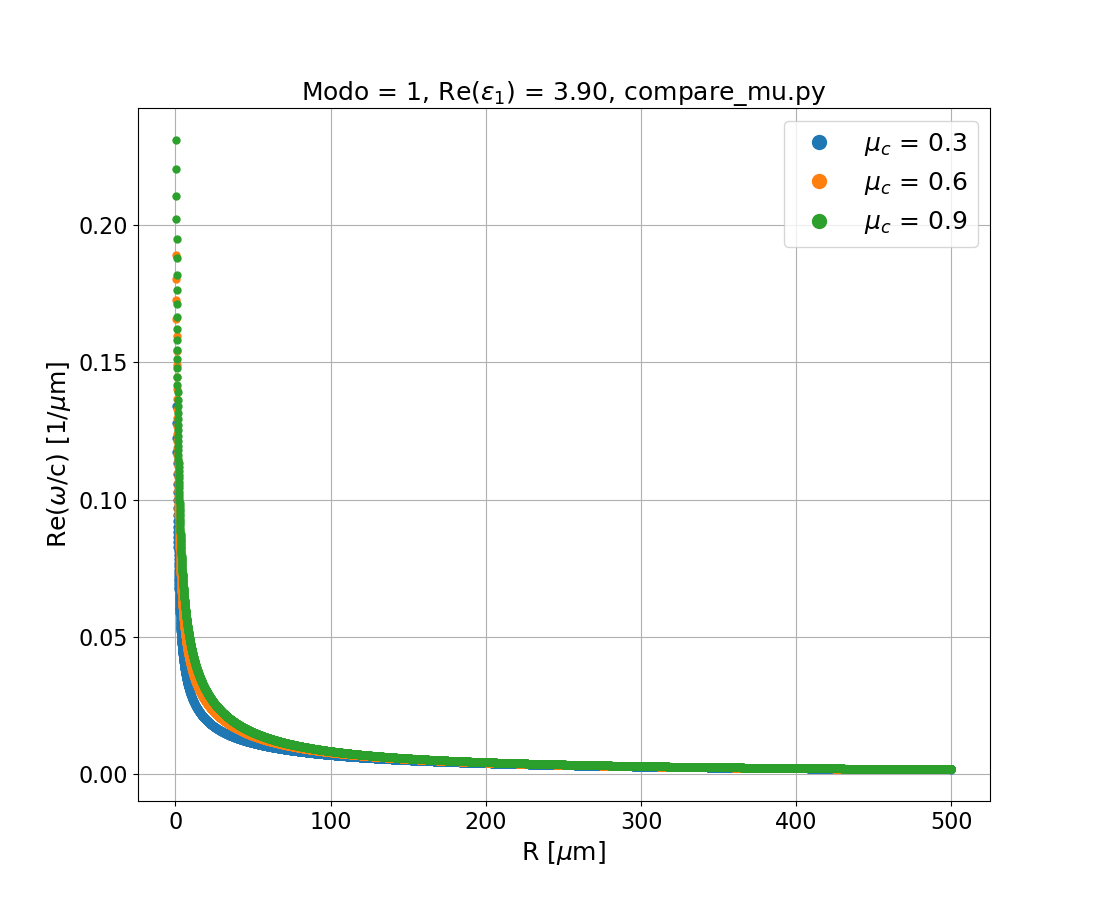 Modo = 1, Re(ε₁) = 3.90, compare_mu.py
μ_c = 0.3
μ_c = 0.6
μ_c = 0.9
Re(ω/c) [1/μm]
0.20
0.15
0.10
0.05
0.00
0 100 200 300 400 500
R [μm]